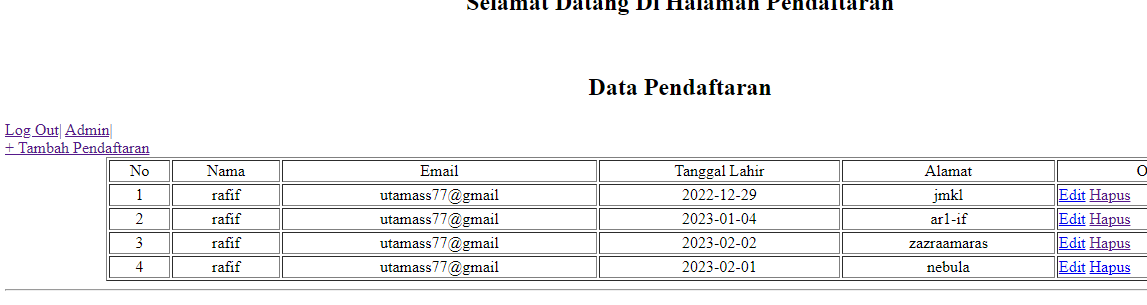 Selamat Datang Di Halaman Pendaftaran
Data Pendaftaran
Log Out| Admin|
+ Tambah Pendaftaran
No Nama Email Tanggal Lahir Alamat O
1 rafif utamass77@gmail 2022-12-29 jmkl Edit Hapus
2 rafif utamass77@gmail 2023-01-04 ar1-if Edit Hapus
3 rafif utamass77@gmail 2023-02-02 zazraamaras Edit Hapus
4 rafif utamass77@gmail 2023-02-01 nebula Edit Hapus